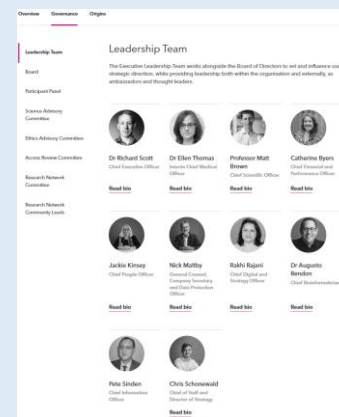 Overview Governance Origins
Leadership Team
Board
Participant Panel
Science Advisory
Committee
Ethics Advisory Committee
Access Review Committee
Research Network
Committee
Research Network
Community Leads
Leadership Team
The Executive Leadership Team works alongside the Board of Directors to set and influence our
strategic direction, while providing leadership both within the organisation and externally, as
ambassadors and thought leaders.
Dr Richard Scott
Chief Executive Officer
Read bio
Dr Ellen Thomas
Interim Chief Medical
Officer
Read bio
Professor Matt
Brown
Chief Scientific Officer
Read bio
Catherine Byers
Chief Financial and
Performance Officer
Read bio
Jackie Kinsey
Chief People Officer
Read bio
Nick Maltby
General Counsel,
Company Secretary
and Data Protection
Officer
Read bio
Rakhi Rajani
Chief Digital and
Strategy Officer
Read bio
Dr Augusto
Rendon
Chief Bioinformatician
Pete Sinden
Chief Information
Officer
Chris Schonewald
Chief of Staff and
Director of Strategy
Read bio